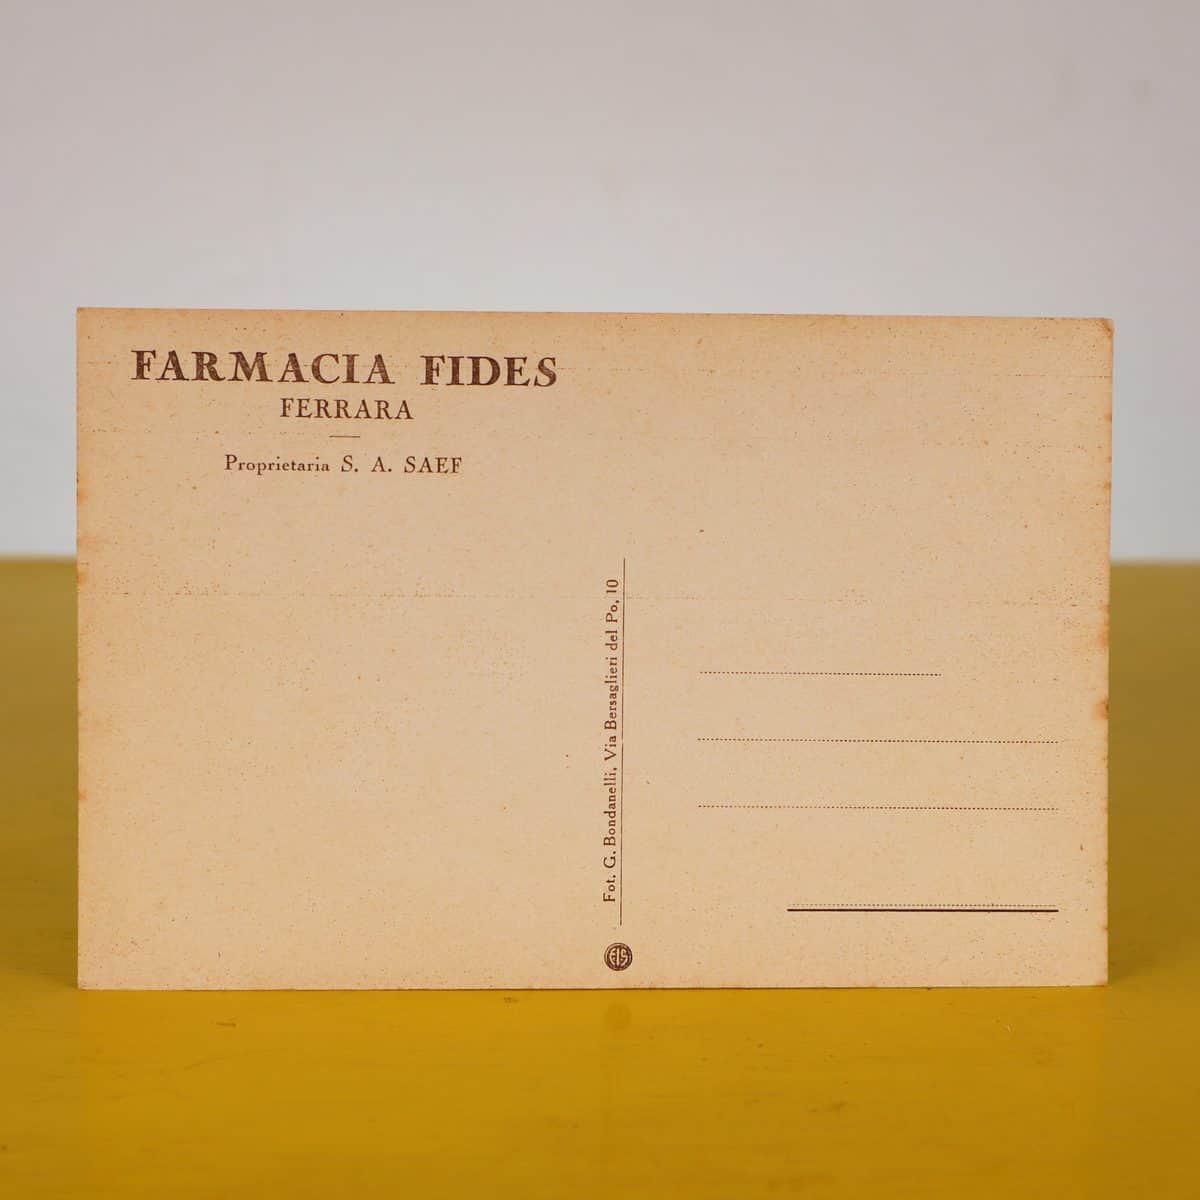 FARMACIA FIDES
FERRARA
Proprietaria S. A. SAEF
Fot. G. Bondanelli, Via Bersaglieri del Po, 10